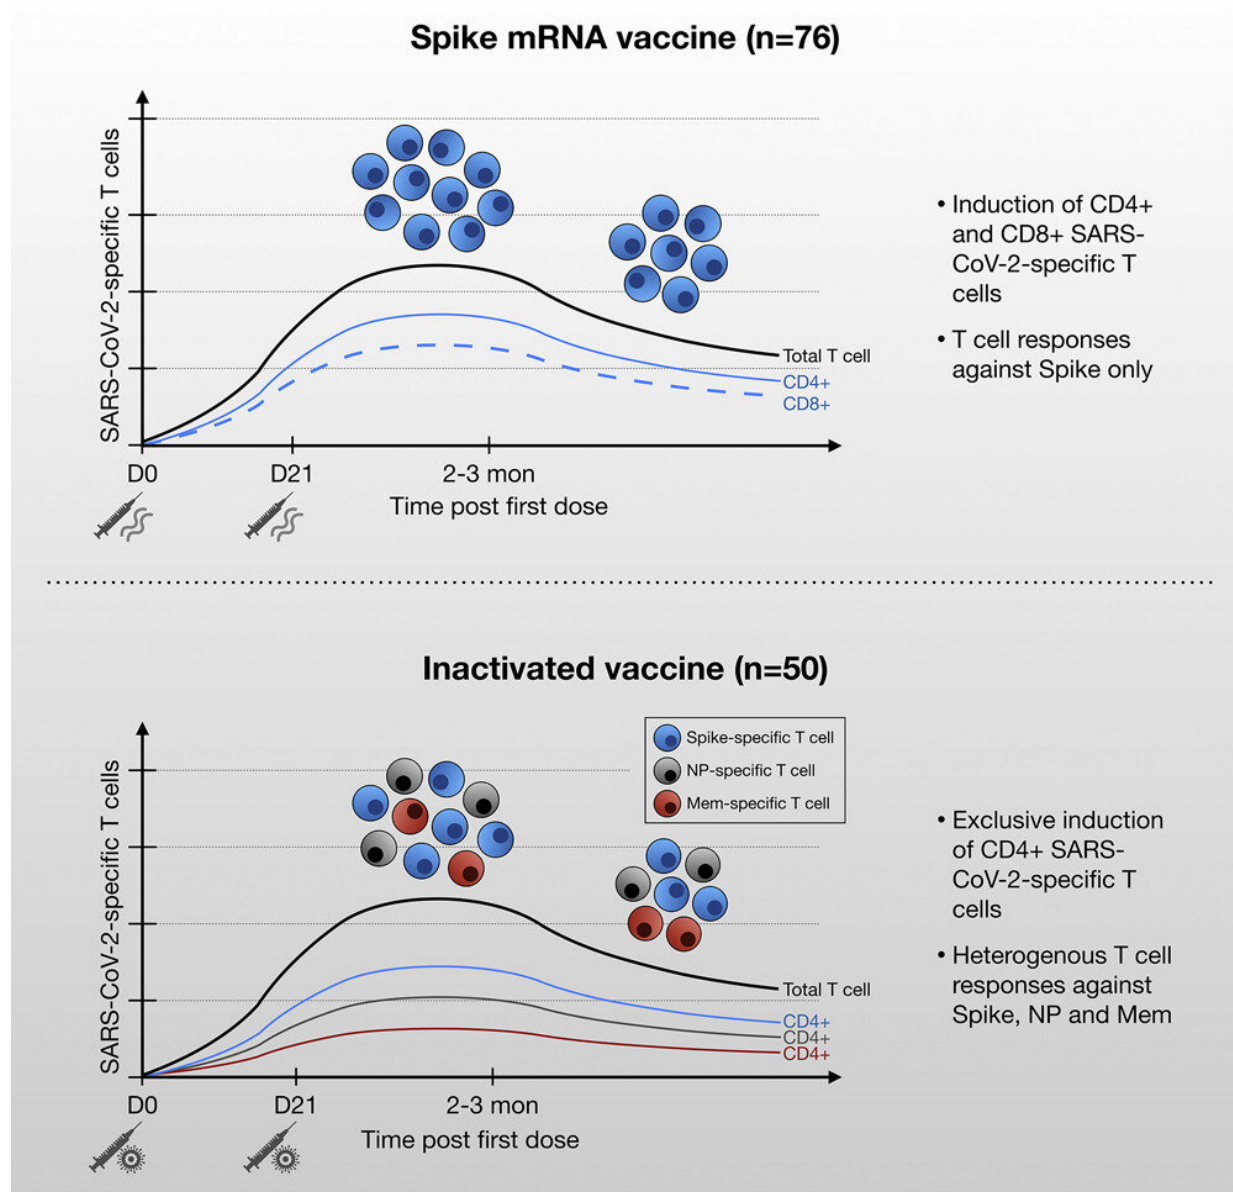 Spike mRNA vaccine (n=76)
SARS-CoV-2-specific T cells
Total T cell
CD4+
CD8+
D0
D21
2-3 mon
Time post first dose
• Induction of CD4+
and CD8+ SARS-
CoV-2-specific T
cells
• T cell responses
against Spike only
Inactivated vaccine (n=50)
SARS-CoV-2-specific T cells
Spike-specific T cell
NP-specific T cell
Mem-specific T cell
Total T cell
CD4+
CD4+
CD4+
D0
D21
2-3 mon
Time post first dose
• Exclusive induction
of CD4+ SARS-
CoV-2-specific T
cells
• Heterogenous T cell
responses against
Spike, NP and Mem